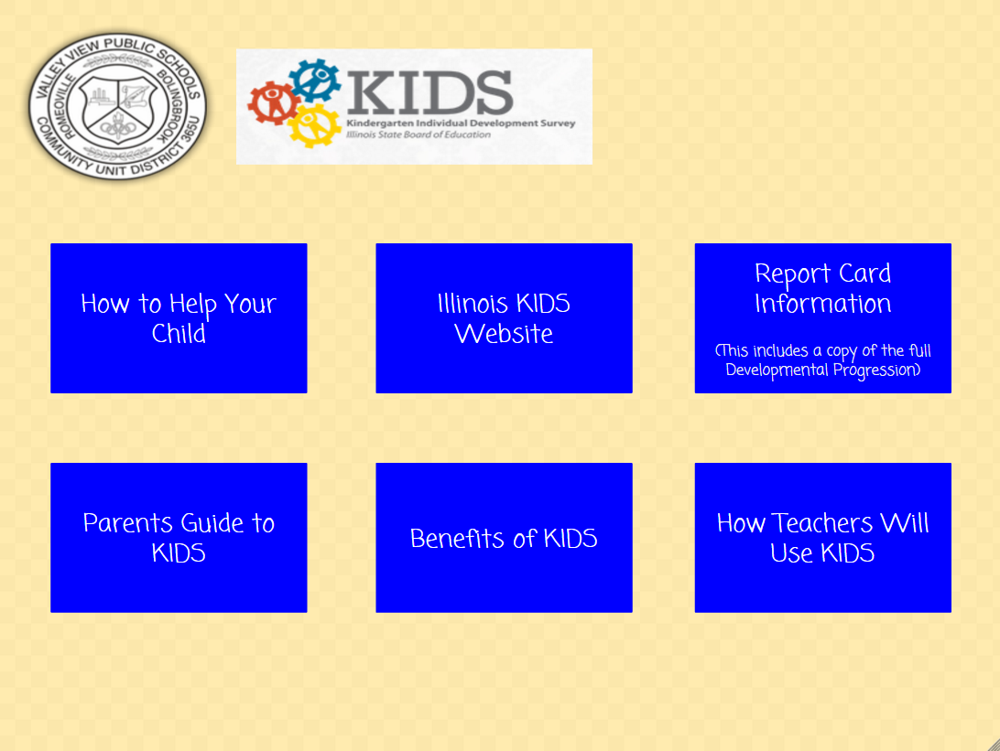 VALLEY VIEW PUBLIC SCHOOLS
ROMEOVILLE
BOLINGBROOK
COMMUNITY UNIT DISTRICT 365U
KIDS
Kindergarten Individual Development Survey
Illinois State Board of Education
How to Help Your
Child
Illinois KIDS
Website
Report Card
Information
(This includes a copy of the full
Developmental Progression)
Parents Guide to
KIDS
Benefits of KIDS
How Teachers Will
Use KIDS